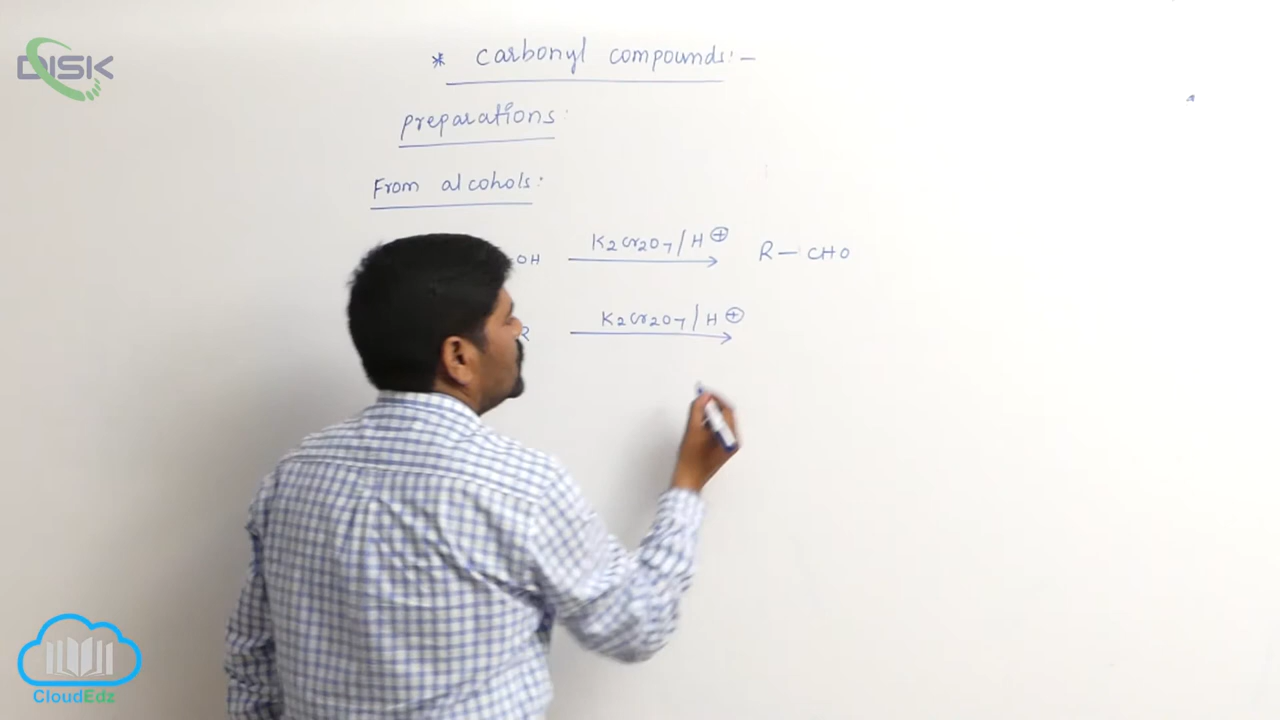 DISK
* Carbonyl compounds:-
preparations:
From alcohols:
OH K2Cr2O7/H⊕ R-CHO
R K2Cr2O7/H⊕
CloudEdz